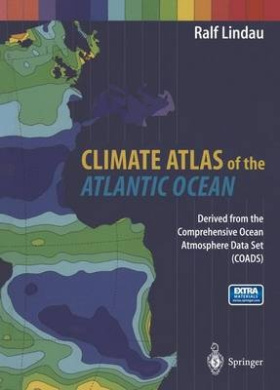 Ralf Lindau
CLIMATE ATLAS of the
ATLANTIC OCEAN
Derived from the
Comprehensive Ocean
Atmosphere Data Set
(COADS)
EXTRA
MATERIALS
Springer